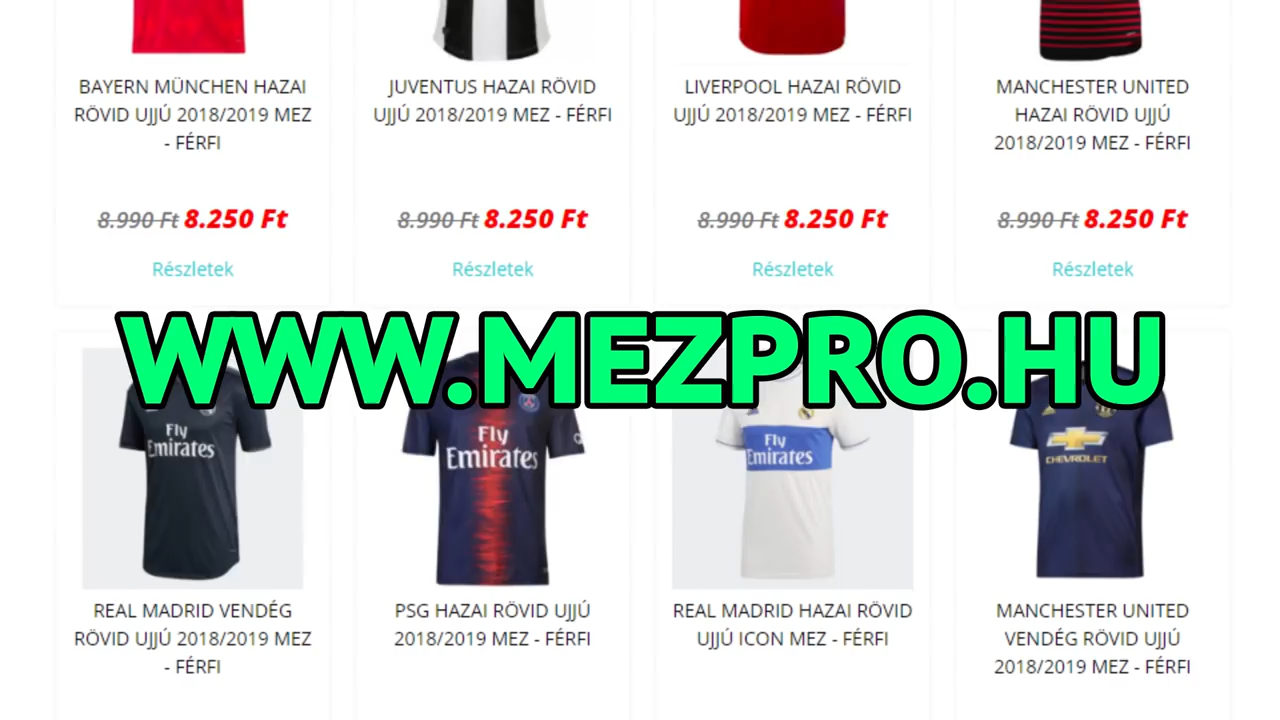 BAYERN MÜNCHEN HAZAI
RÖVID UJJÚ 2018/2019 MEZ
- FÉRFI
8.990 Ft 8.250 Ft
Részletek
JUVENTUS HAZAI RÖVID
UJJÚ 2018/2019 MEZ - FÉRFI
8.990 Ft 8.250 Ft
Részletek
LIVERPOOL HAZAI RÖVID
UJJÚ 2018/2019 MEZ - FÉRFI
8.990 Ft 8.250 Ft
Részletek
MANCHESTER UNITED
HAZAI RÖVID UJJÚ
2018/2019 MEZ - FÉRFI
8.990 Ft 8.250 Ft
Részletek
WWW.MEZPRO.HU
Fly
Emirates
REAL MADRID VENDÉG
RÖVID UJJÚ 2018/2019 MEZ
- FÉRFI
Fly
Emirates
PSG HAZAI RÖVID UJJÚ
2018/2019 MEZ - FÉRFI
Fly
Emirates
REAL MADRID HAZAI RÖVID
UJJÚ ICON MEZ - FÉRFI
CHEVROLET
MANCHESTER UNITED
VENDÉG RÖVID UJJÚ
2018/2019 MEZ - FÉRFI